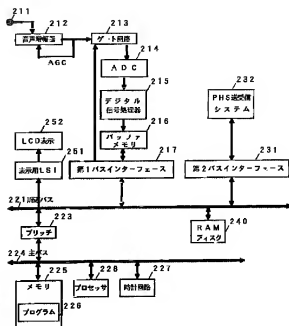 211
212
213
音声増幅器
ゲート回路
AGC
214
ADC
215
デジタル
信号処理器
216
バッファ
メモリ
232
PHS送受信
システム
252
LCD表示
251
表示用LSI
217
第1バスインターフェース
231
第2バスインターフェース
221
バス
223
ブリッヂ
240
RAM
ディスク
224主バス
225
メモリ
プログラム
226
228
プロセッサ
227
時計回路